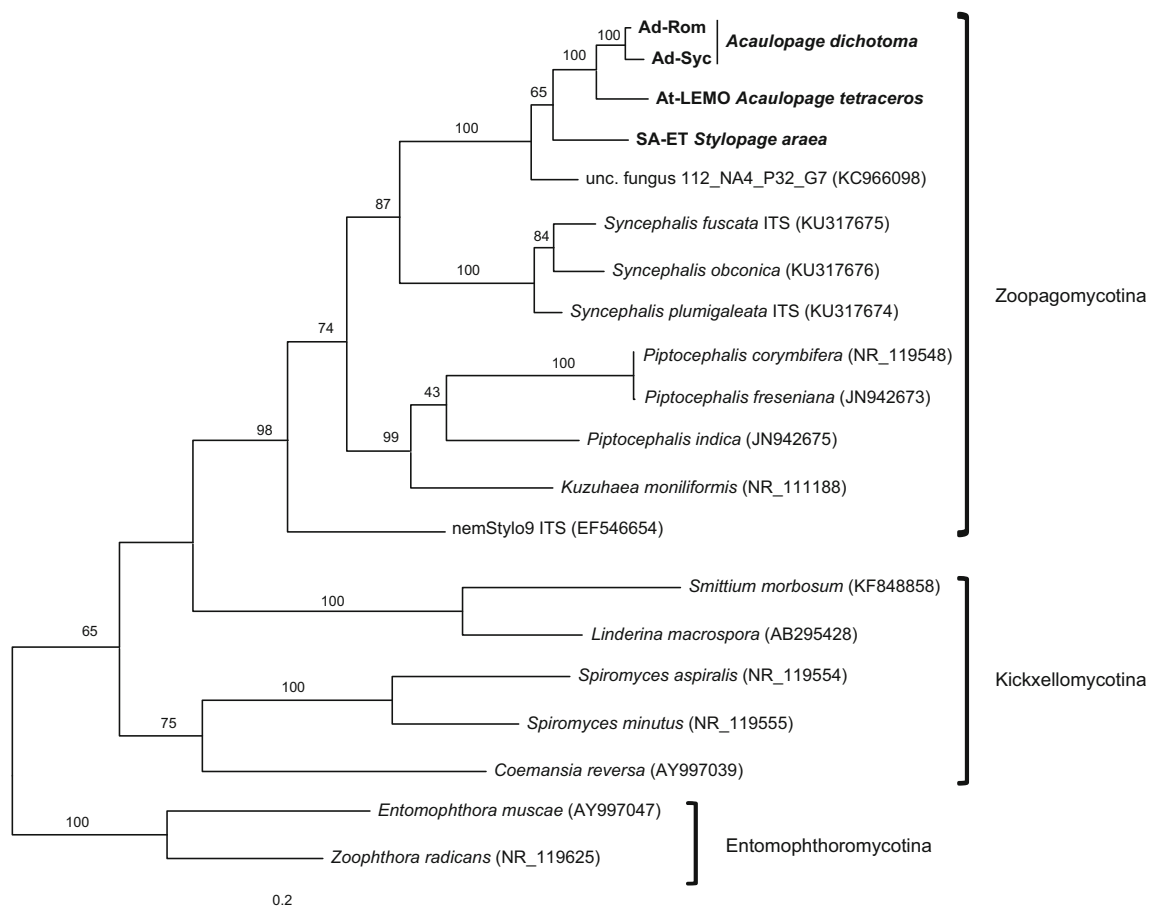 Ad-Rom
100
Acaulopage dichotoma
100
Ad-Syc
65
At-LEMO Acaulopage tetraceros
100
SA-ET Stylopage araea
unc. fungus 112_NA4_P32_G7 (KC966098)
87
Syncephalis fuscata ITS (KU317675)
84
100
Syncephalis obconica (KU317676)
Zoopagomycotina
Syncephalis plumigaleata ITS (KU317674)
74
Piptocephalis corymbifera (NR_119548)
100
43
Piptocephalis freseniana (JN942673)
98
99
Piptocephalis indica (JN942675)
Kuzuhaea moniliformis (NR_111188)
nemStylo9 ITS (EF546654)
Smittium morbosum (KF848858)
100
65
Linderina macrospora (AB295428)
Spiromyces aspiralis (NR_119554)
Kickxellomycotina
100
75
Spiromyces minutus (NR_119555)
Coemansia reversa (AY997039)
Entomophthora muscae (AY997047)
100
Entomophthoromycotina
Zoophthora radicans (NR_119625)
0.2